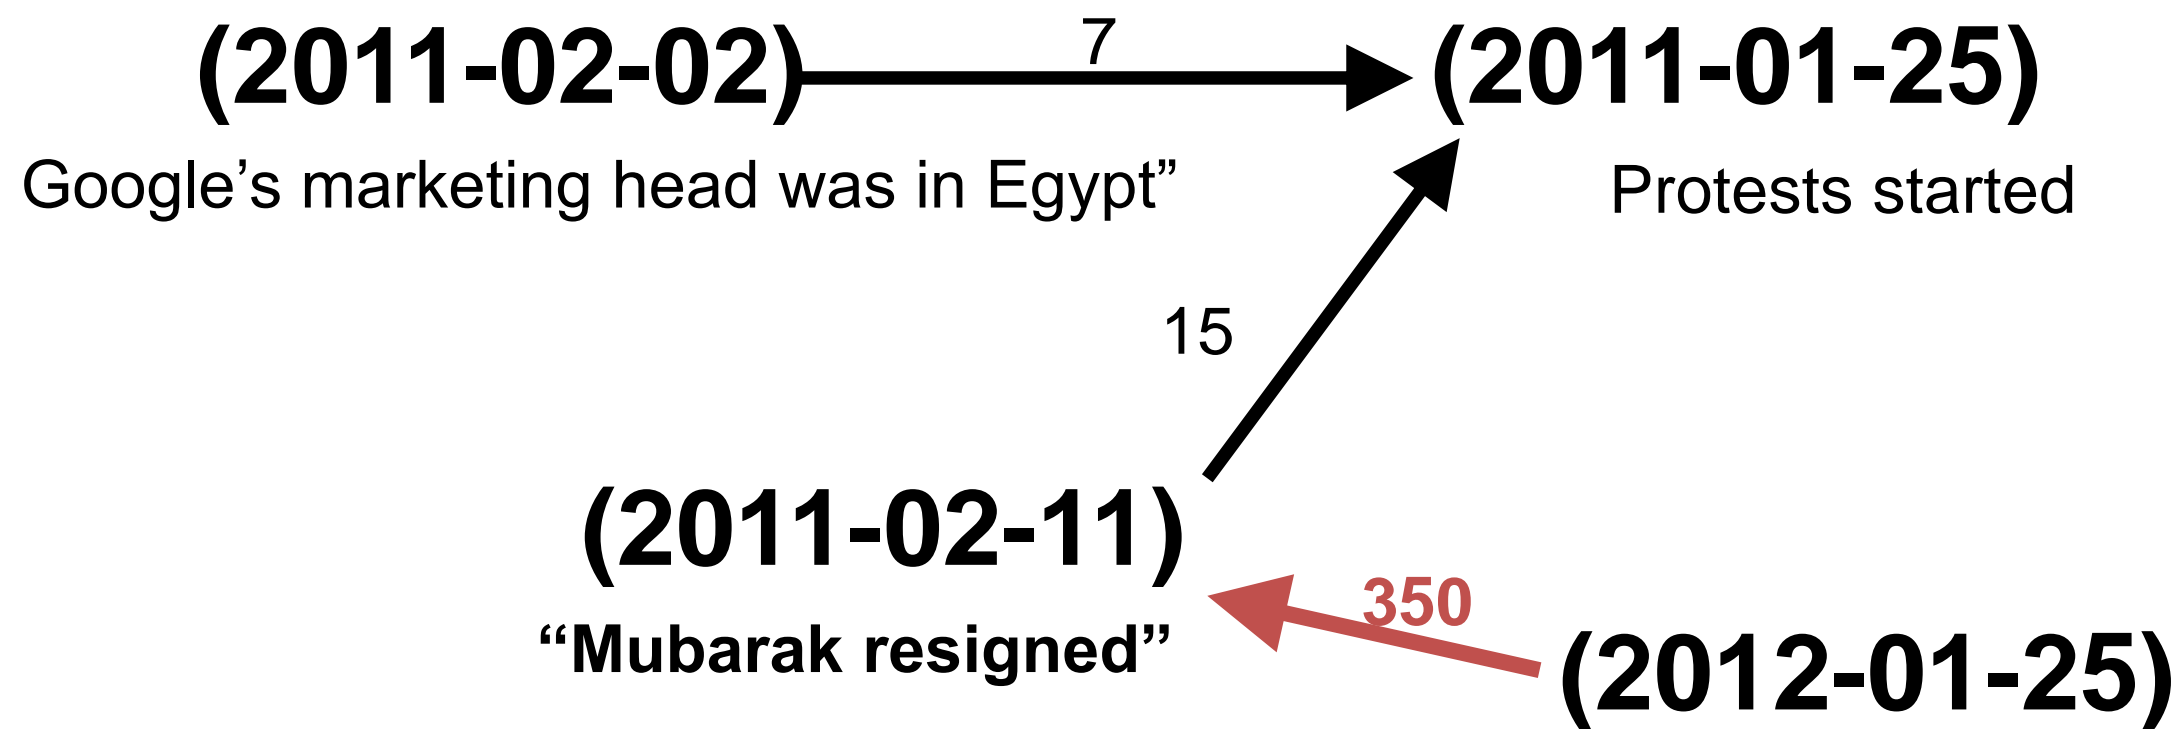 (2011-02-02) 7 (2011-01-25)
Google’s marketing head was in Egypt” Protests started
15
(2011-02-11)
350
“Mubarak resigned”
(2012-01-25)